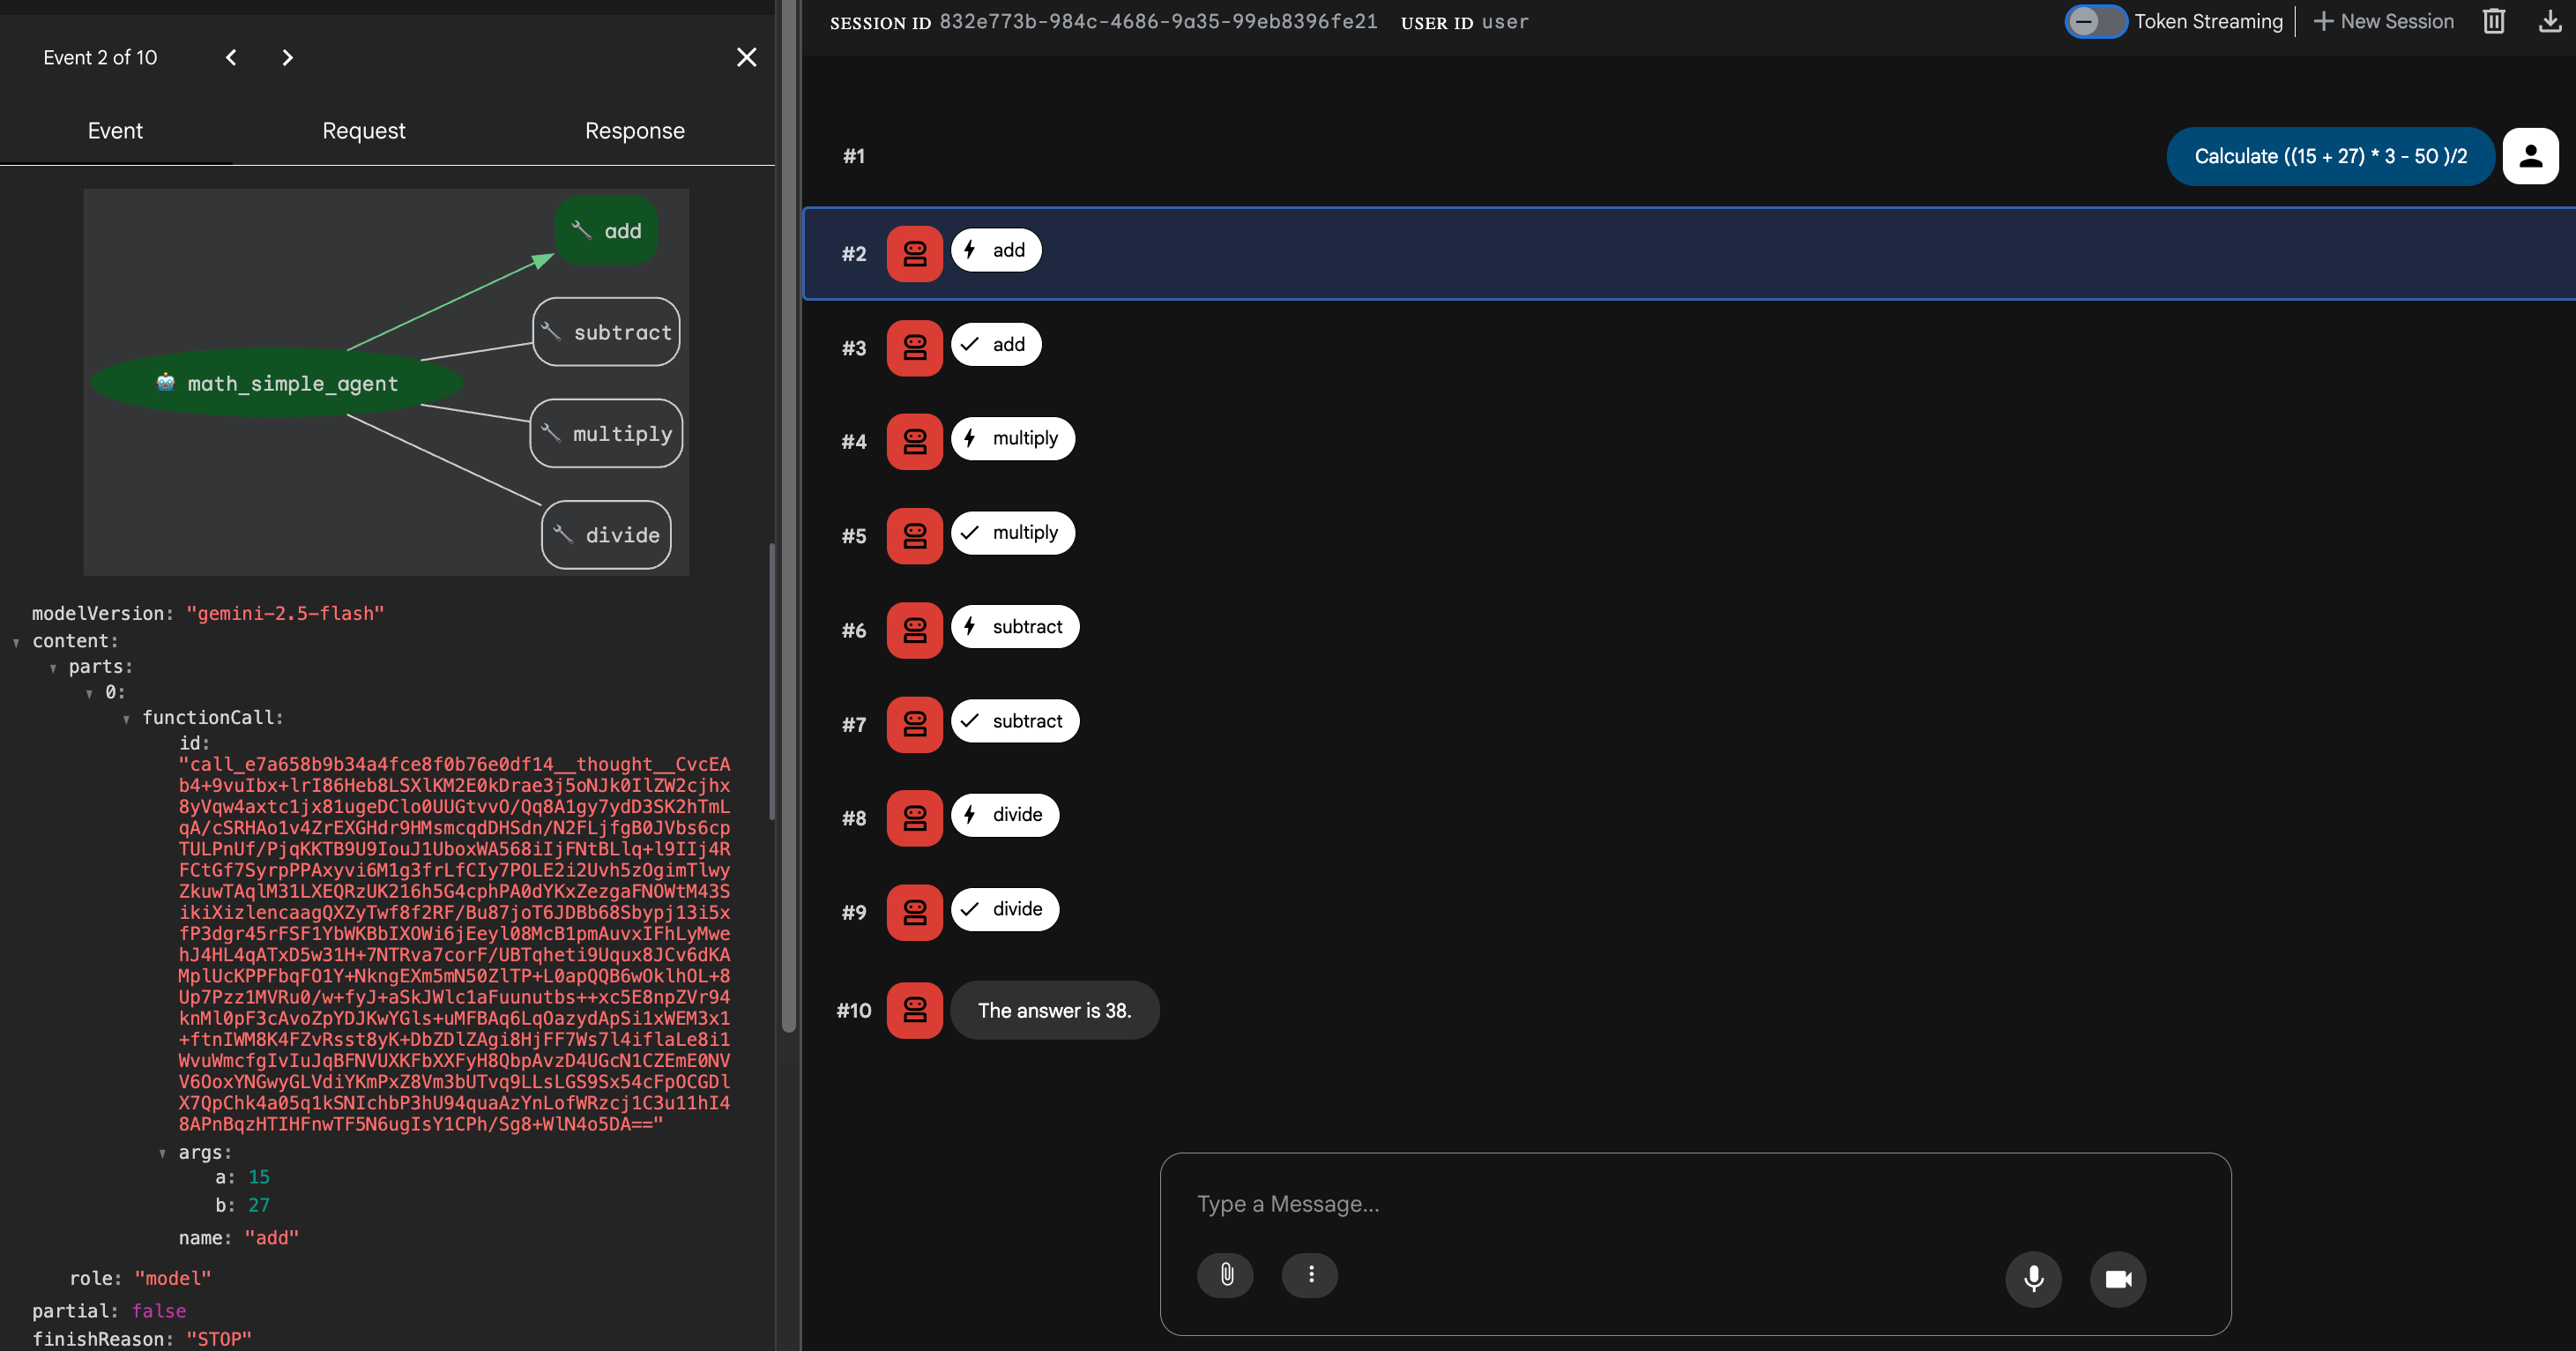 Event 2 of 10
Event Request Response
add
subtract
math_simple_agent
multiply
divide
modelVersion: "gemini-2.5-flash"
content:
parts:
0:
functionCall:
id:
"call_e7a658b9b34a4fce8f0b76e0df14__thought__CvcEA
b4+9vuIbx+lrI86Heb8LSXlKM2E0kDrae3j5oNJk0IlZW2cjhx
8yVqw4axtc1jx81ugeDClo0UUGtvvO/Qq8A1gy7ydD3SK2hTmL
qA/cSRHAo1v4ZrEXGHdr9HMsmcqdDHSdn/N2FLjfgB0JVbs6cp
TULPnUf/PjqKKTB9U9IouJ1UboxWA568iIjFNtBLlq+l9IIj4R
FCtGf7SyrpPPAxyvi6M1g3frLfCIy7POLE2i2Uvh5zOgimTlwy
ZkuwTAqlM31LXEQRzUK216h5G4cphPA0dYKxZezgaFNOWtM43S
ikiXizlencaagQXZyTwf8f2RF/Bu87joT6JDBb68Sbypj13i5x
fP3dgr45rFSF1YbWKBbIXOWi6jEeyl08McB1pmAuvxIFhLyMwe
hJ4HL4qATxD5w31H+7NTRva7corF/UBTqheti9Uqux8JCv6dKA
MplUcKPPFbqFO1Y+NkngEXm5mN50ZlTP+L0apQQB6wOklhOL+8
Up7Pzz1MVRu0/w+fyJ+aSkJWlc1aFuunutbs++xc5E8npZVr94
knMl0pF3cAvoZpYDJKwYGls+uMFBAq6LqOazydApSi1xWEM3x1
+ftnIWM8K4FZvRsst8yK+DbZDlZAgi8HjFF7Ws7l4iflaLe8i1
WvuWmcfgIvIuJqBFNVUXKFbXXFyH8QbpAvzD4UGcN1CZEmE0NV
V6OoxYNGwyGLVdiYKmPxZ8Vm3bUTvq9LLsLGS9Sx54cFpOCGDl
X7QpChk4a05q1kSNIchbP3hU94quaAzYnLofWRzcj1C3u11hI4
8APnBqzHTIHFnwTF5N6ugIsY1CPh/Sg8+WlN4o5DA=="
args:
a: 15
b: 27
name: "add"
role: "model"
partial: false
finishReason: "STOP"
SESSION ID 832e773b-984c-4686-9a35-99eb8396fe21 USER ID user
Token Streaming
New Session
#1
Calculate ((15 + 27) * 3 - 50 )/2
#2 add
#3 add
#4 multiply
#5 multiply
#6 subtract
#7 subtract
#8 divide
#9 divide
#10 The answer is 38.
Type a Message...